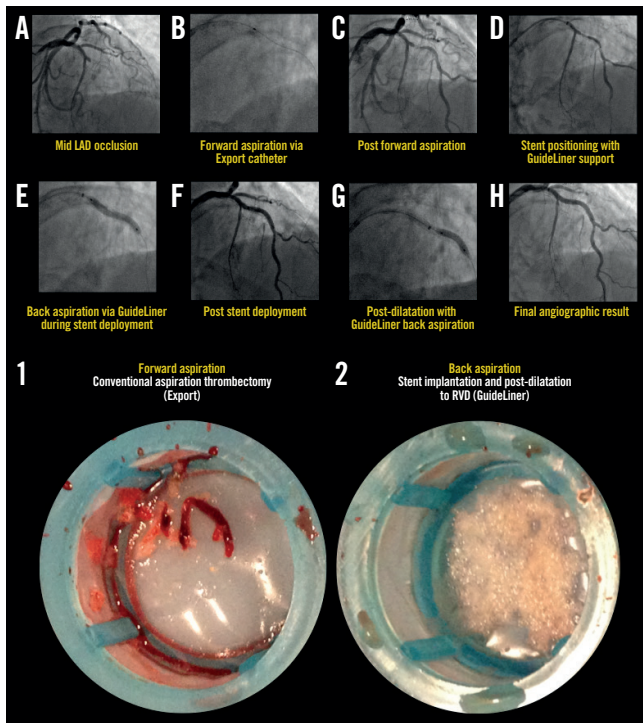 A
B
C
D
Mid LAD occlusion
Forward aspiration via
Export catheter
Post forward aspiration
Stent positioning with
GuideLiner support
E
F
G
H
Back aspiration via GuideLiner
during stent deployment
Post stent deployment
Post-dilatation with
GuideLiner back aspiration
Final angiographic result
1
Forward aspiration
Conventional aspiration thrombectomy
(Export)
2
Back aspiration
Stent implantation and post-dilatation
to RVD (GuideLiner)